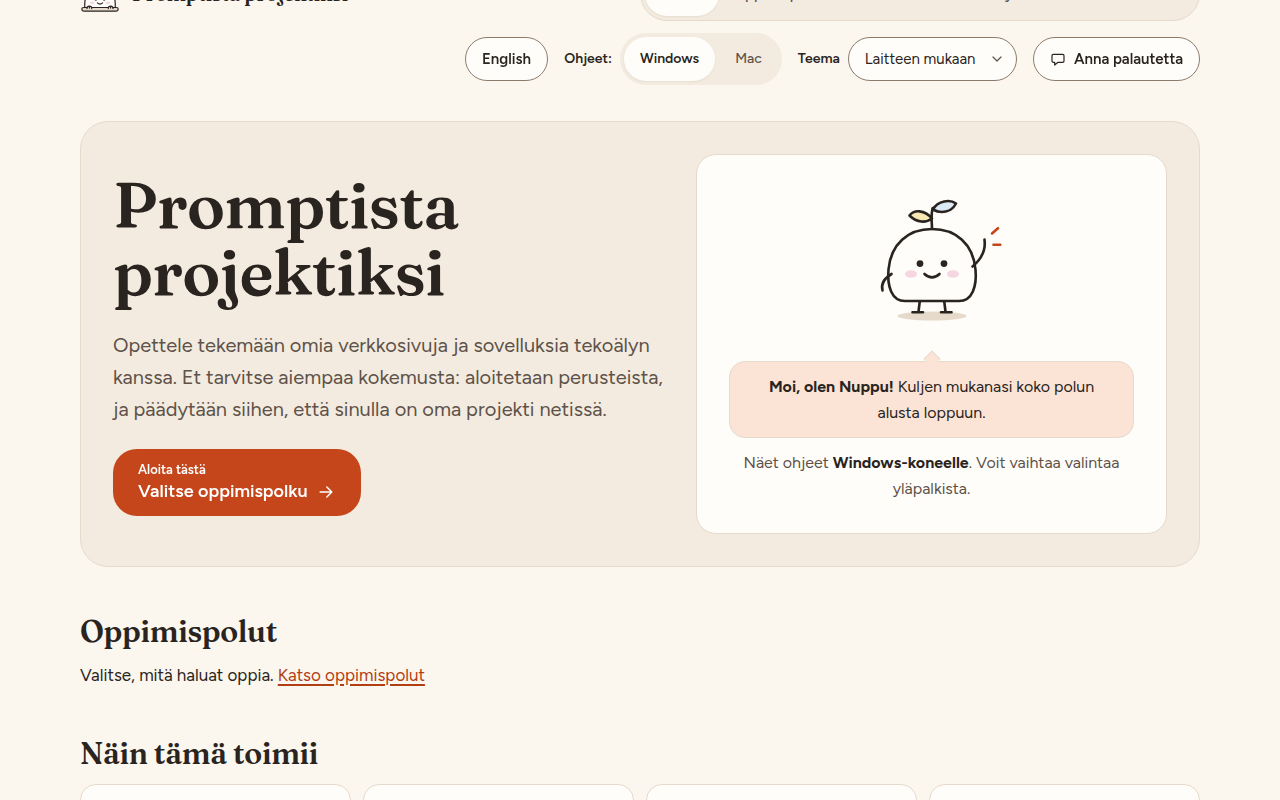 English
Ohjeet:
Windows
Mac
Teema
Laitteen mukaan
Anna palautetta
Promptista
projektiksi
Opettele tekemään omia verkkosivuja ja sovelluksia tekoälyn
kanssa. Et tarvitse aiempaa kokemusta: aloitetaan perusteista,
ja päädytään siihen, että sinulla on oma projekti netissä.
Aloita tästä
Valitse oppimispolku →
Moi, olen Nuppu! Kuljen mukanasi koko polun
alusta loppuun.
Näet ohjeet Windows-koneelle. Voit vaihtaa valintaa
yläpalkista.
Oppimispolut
Valitse, mitä haluat oppia. Katso oppimispolut
Näin tämä toimii